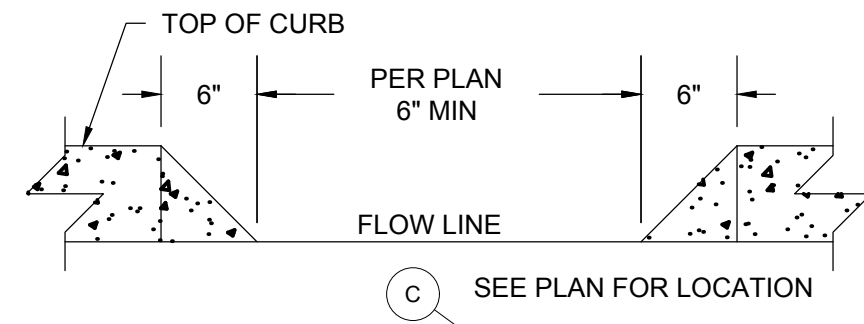 TOP OF CURB
6" PER PLAN 6"
6" MIN
FLOW LINE
C SEE PLAN FOR LOCATION